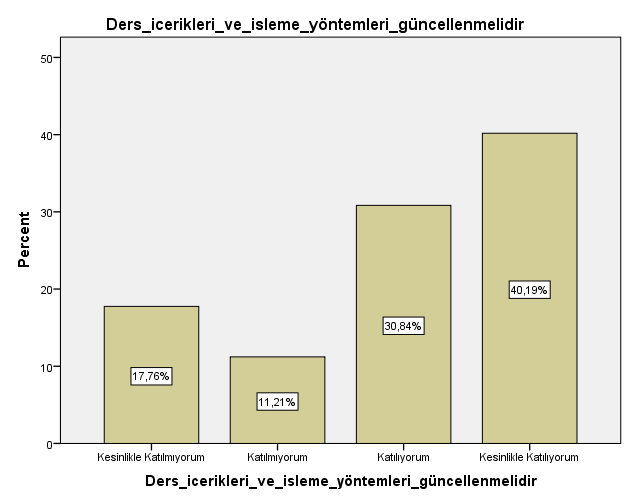 Ders_icerikleri_ve_isleme_yöntemleri_güncellenmelidir
50
40
30
20
10
0
Percent
17,76%
11,21%
30,84%
40,19%
Kesinlikle Katılmıyorum
Katılmıyorum
Katılıyorum
Kesinlikle Katılıyorum
Ders_icerikleri_ve_isleme_yöntemleri_güncellenmelidir